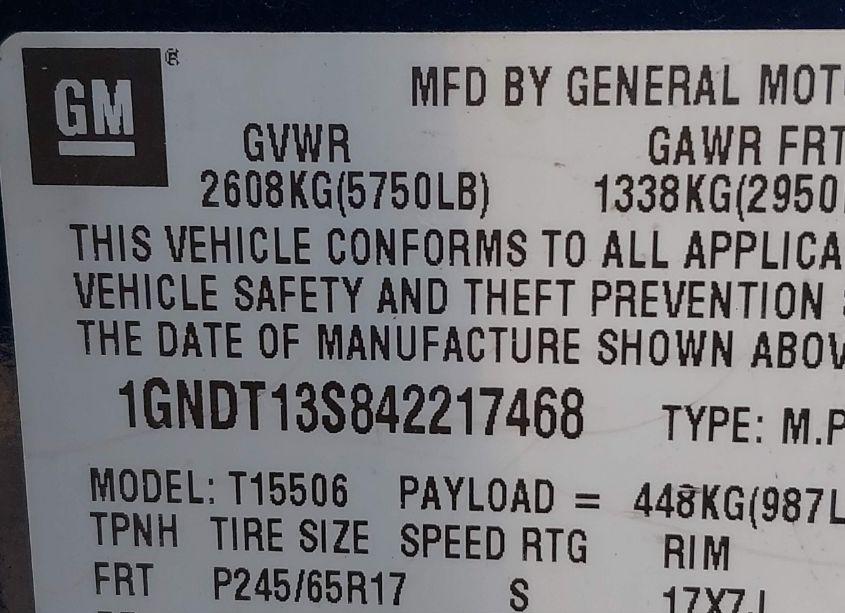 GM ®
MFD BY GENERAL MOT
GVWR GAWR FRT
2608KG(5750LB) 1338KG(2950
THIS VEHICLE CONFORMS TO ALL APPLICA
VEHICLE SAFETY AND THEFT PREVENTION
THE DATE OF MANUFACTURE SHOWN ABOV
1GNDT13S842217468 TYPE: M.P
MODEL: T15506 PAYLOAD = 448KG(987L
TPNH TIRE SIZE SPEED RTG RIM
FRT P245/65R17 S 17X7J